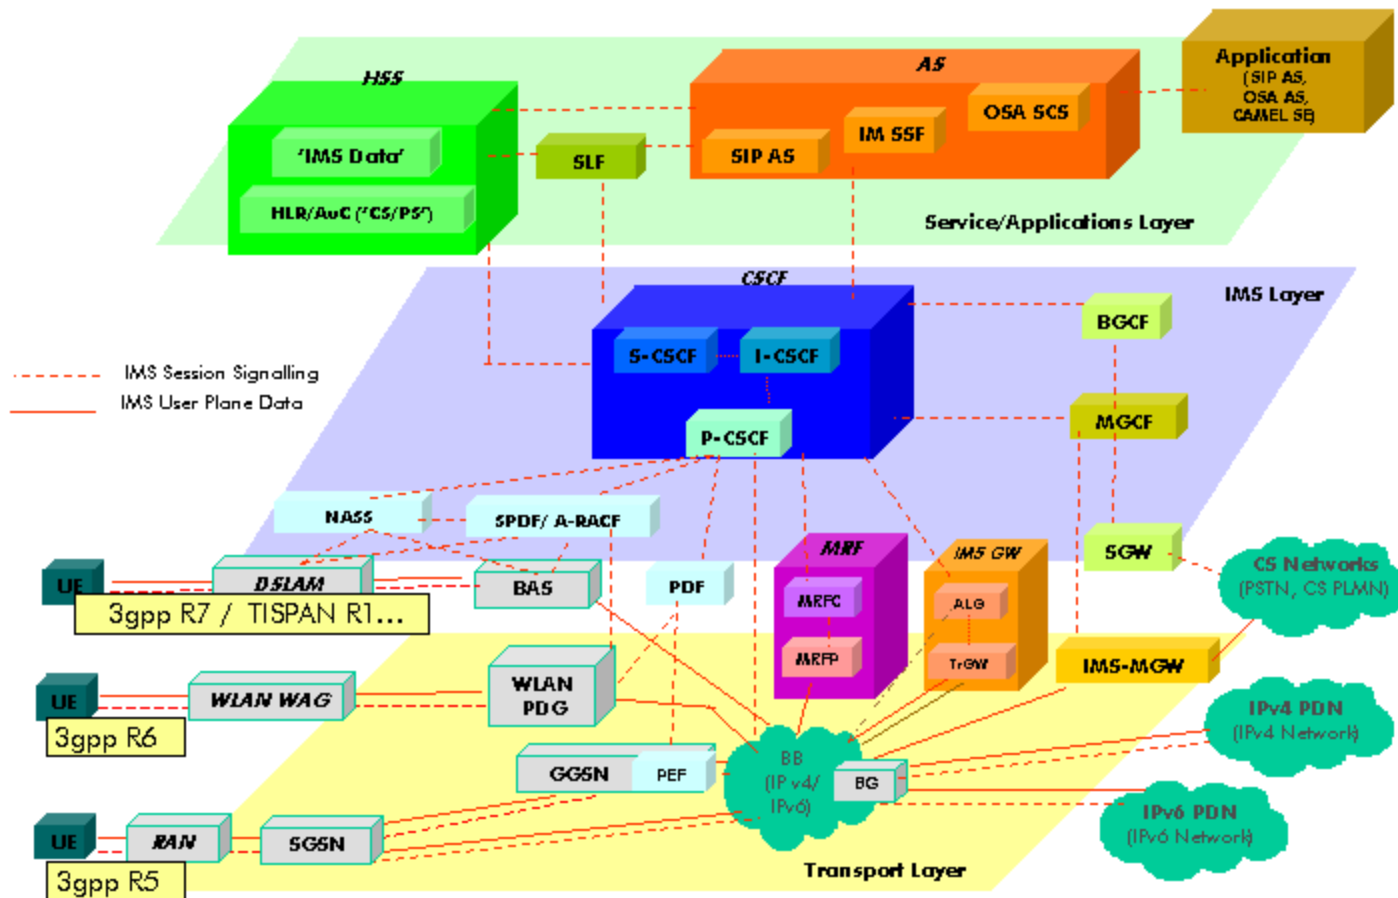 HSS
'IMS Data'
HLR/AuC ('CS/PS')
SLF
AS
SIP AS
IM SSF
OSA SCS
Application
(SIP AS,
OSA AS,
CAMEL SE)
Service/Applications Layer
CSCF
IMS Layer
S-CSCF
I-CSCF
P-CSCF
BGCF
MGCF
IMS Session Signalling
IMS User Plane Data
NASS
SPDF/ A-RACF
MRF
IMS GW
SGW
CS Networks
(PSTN, CS PLMN)
UE
DSLAM
BAS
PDF
MRFC
ALG
3gpp R7 / TISPAN R1...
MRFP
TrGW
IMS-MGW
UE
WLAN WAG
WLAN
PDG
3gpp R6
IPv4 PDN
(IPv4 Network)
GGSN
PEF
BB
(IP v4/
IPv6)
BG
IPv6 PDN
(IPv6 Network)
UE
RAN
SGSN
3gpp R5
Transport Layer